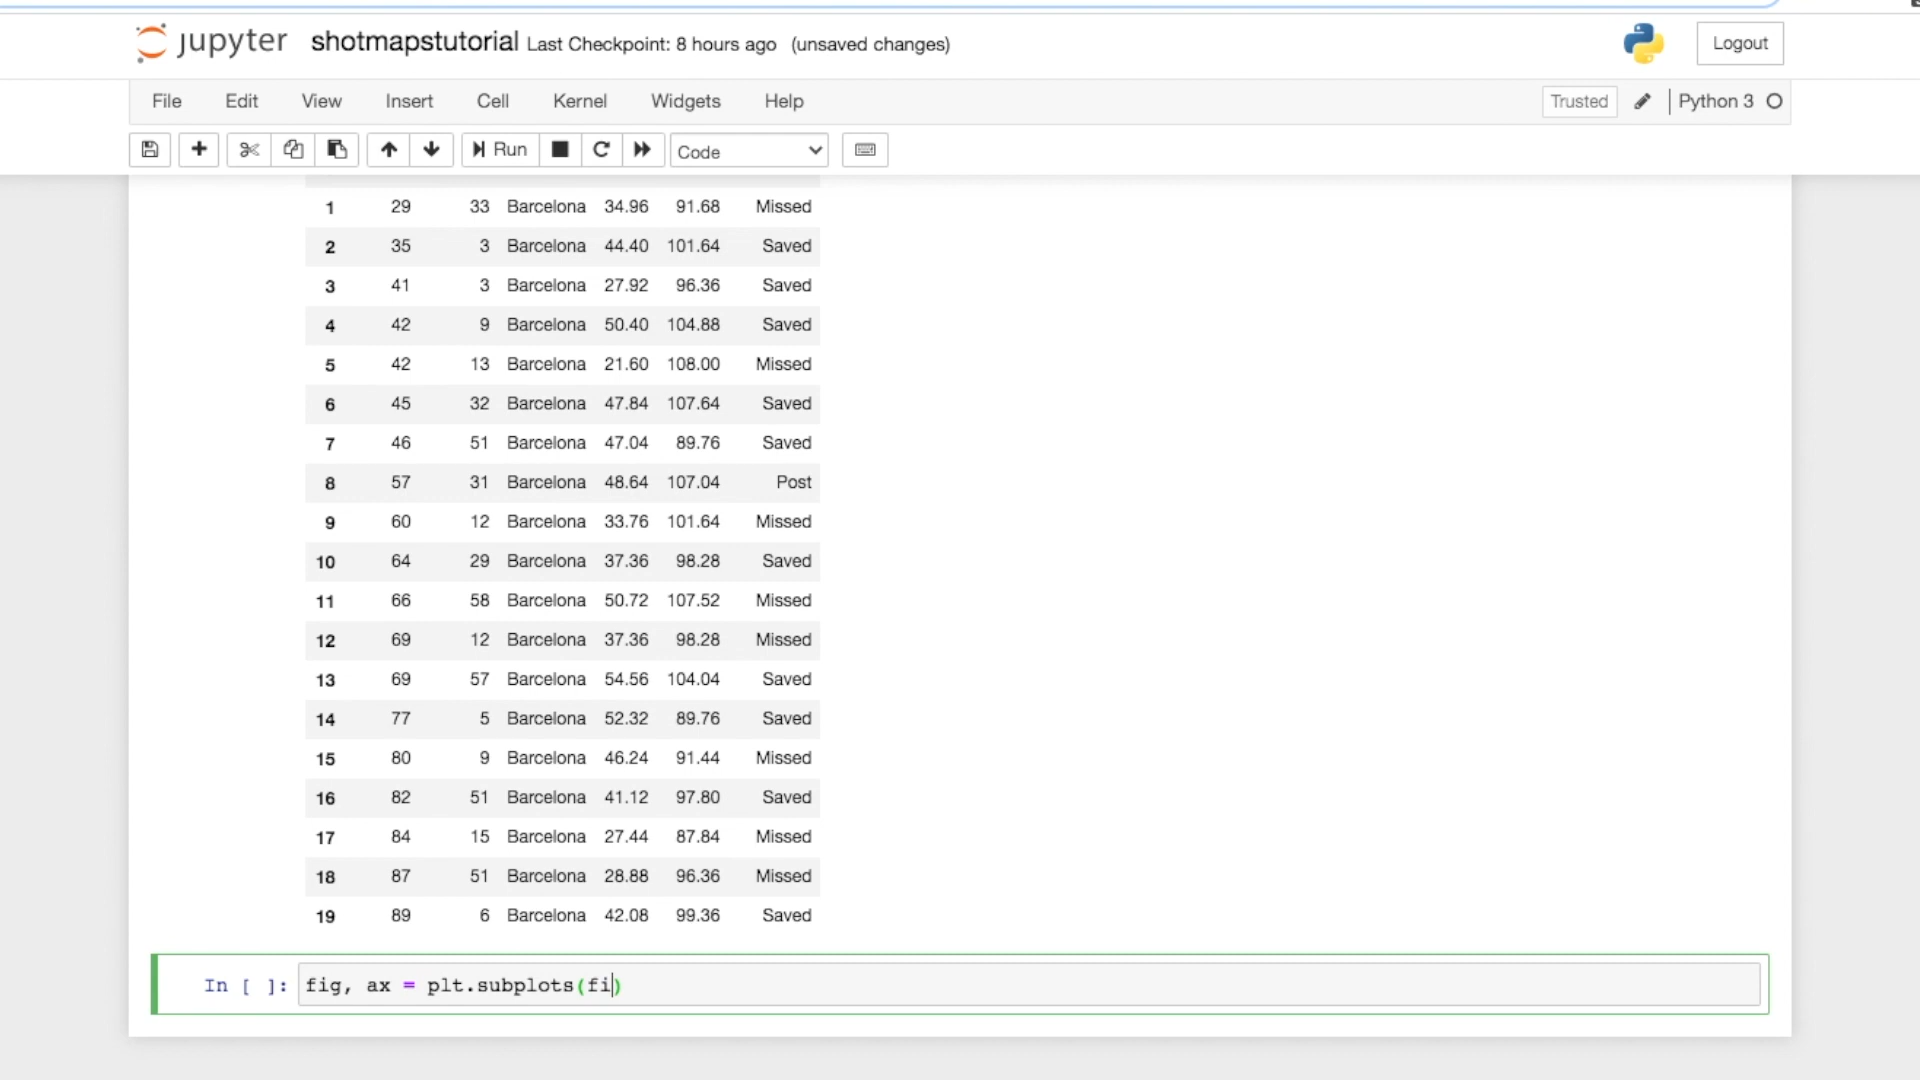 jupyter shotmapstutorial Last Checkpoint: 8 hours ago (unsaved changes) Logout
File Edit View Insert Cell Kernel Widgets Help Trusted Python 3
Run Code
1 29 33 Barcelona 34.96 91.68 Missed
2 35 3 Barcelona 44.40 101.64 Saved
3 41 3 Barcelona 27.92 96.36 Saved
4 42 9 Barcelona 50.40 104.88 Saved
5 42 13 Barcelona 21.60 108.00 Missed
6 45 32 Barcelona 47.84 107.64 Saved
7 46 51 Barcelona 47.04 89.76 Saved
8 57 31 Barcelona 48.64 107.04 Post
9 60 12 Barcelona 33.76 101.64 Missed
10 64 29 Barcelona 37.36 98.28 Saved
11 66 58 Barcelona 50.72 107.52 Missed
12 69 12 Barcelona 37.36 98.28 Missed
13 69 57 Barcelona 54.56 104.04 Saved
14 77 5 Barcelona 52.32 89.76 Saved
15 80 9 Barcelona 46.24 91.44 Missed
16 82 51 Barcelona 41.12 97.80 Saved
17 84 15 Barcelona 27.44 87.84 Missed
18 87 51 Barcelona 28.88 96.36 Missed
19 89 6 Barcelona 42.08 99.36 Saved
In [ ]: fig, ax = plt.subplots(fi)